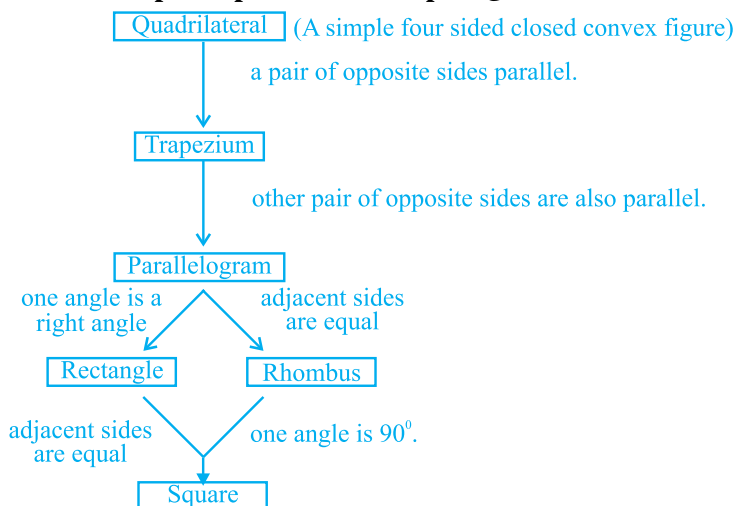 Quadrilateral (A simple four sided closed convex figure)
a pair of opposite sides parallel.
Trapezium
other pair of opposite sides are also parallel.
Parallelogram
one angle is a
right angle
adjacent sides
are equal
Rectangle
Rhombus
adjacent sides
are equal
one angle is 90⁰.
Square